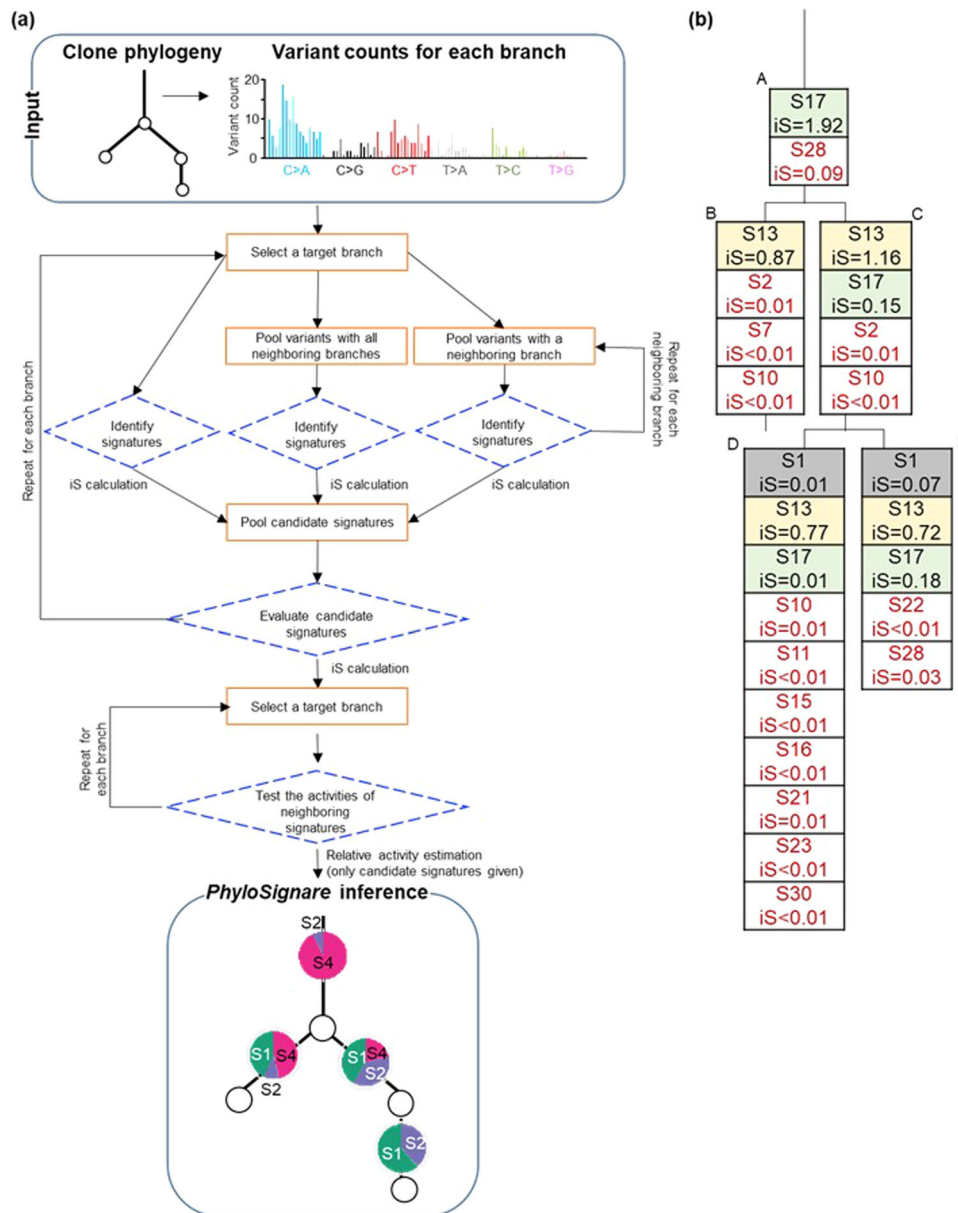 (a)
Clone phylogeny
Variant counts for each branch
Input
Variant count
20
10
0
C>A
C>G
C>T
T>A
T>C
T>G
Select a target branch
Pool variants with all
neighboring branches
Pool variants with a
neighboring branch
Repeat for each
neighboring branch
Repeat for each branch
Identify
signatures
Identify
signatures
Identify
signatures
iS calculation
iS calculation
iS calculation
Pool candidate signatures
Evaluate candidate
signatures
iS calculation
Select a target branch
Repeat for
each branch
Test the activities of
neighboring
signatures
Relative activity estimation
(only candidate signatures given)
PhyloSignare inference
S2
S4
S1
S4
S2
S1
S4
S2
S1
S2
(b)
A
S17
iS=1.92
S28
iS=0.09
B
S13
iS=0.87
S2
iS=0.01
S7
iS<0.01
S10
iS<0.01
C
S13
iS=1.16
S17
iS=0.15
S2
iS=0.01
S10
iS<0.01
D
S1
iS=0.01
S13
iS=0.77
S17
iS=0.01
S10
iS=0.01
S11
iS<0.01
S15
iS<0.01
S16
iS<0.01
S21
iS=0.01
S23
iS<0.01
S30
iS<0.01
S1
iS=0.07
S13
iS=0.72
S17
iS=0.18
S22
iS<0.01
S28
iS=0.03